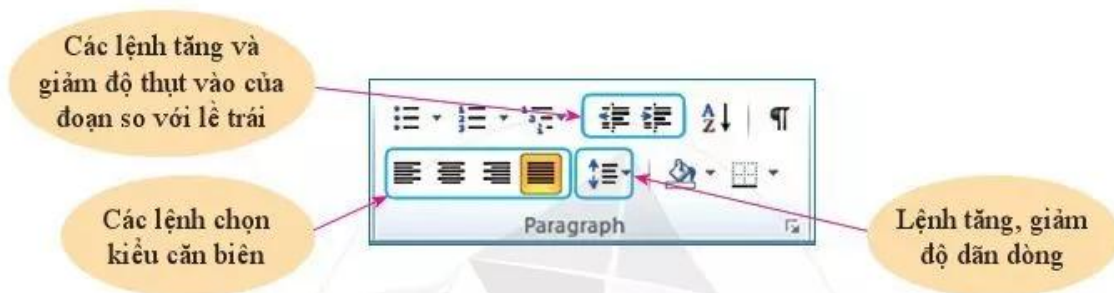 Các lệnh tăng và
giảm độ thụt vào của
đoạn so với lề trái
Các lệnh chọn
kiểu căn biên
Paragraph
Lệnh tăng, giảm
độ dãn dòng